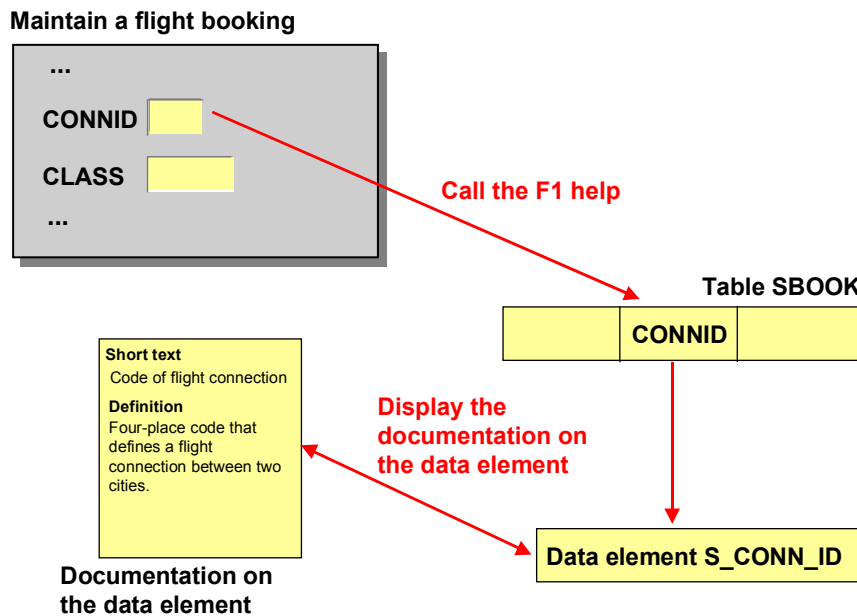 Maintain a flight booking
...
CONNID
CLASS
...
Call the F1 help
Table SBOOK
CONNID
Short text
Code of flight connection
Definition
Four-place code that
defines a flight
connection between two
cities.
Display the
documentation on
the data element
Data element S_CONN_ID
Documentation on
the data element